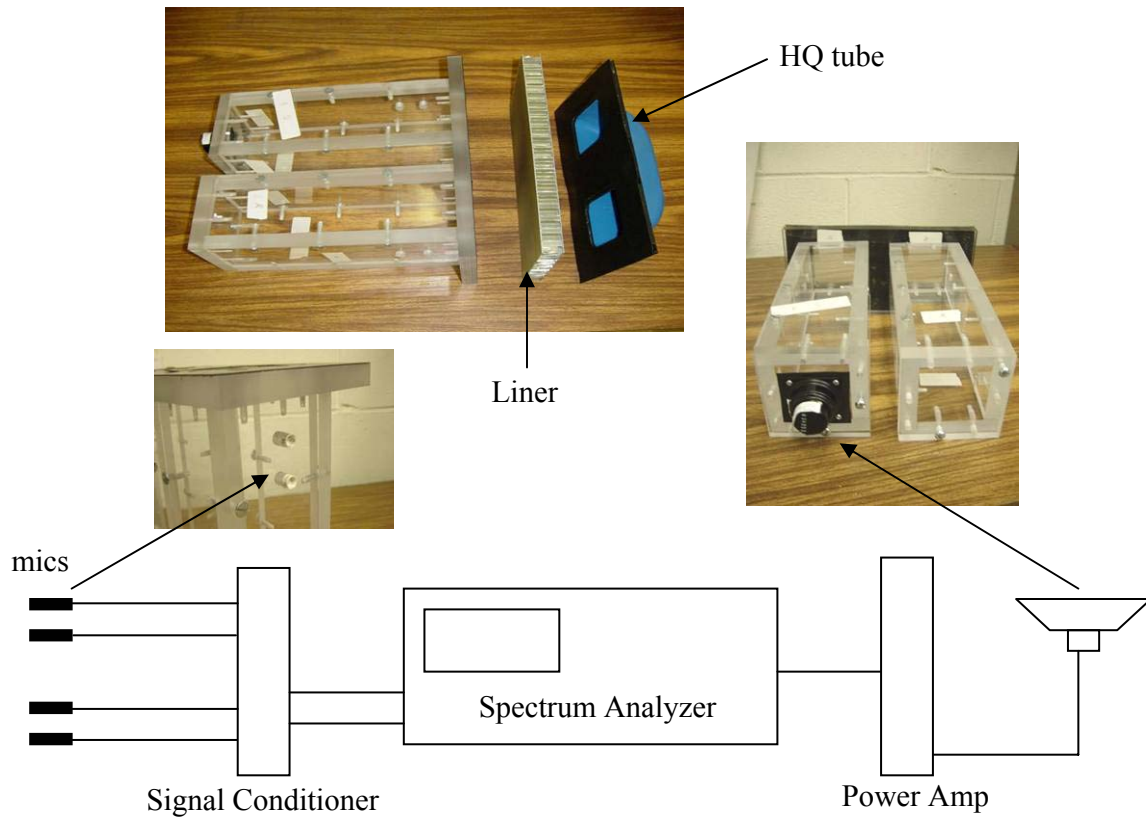 HQ tube
Liner
mics
Spectrum Analyzer
Signal Conditioner
Power Amp